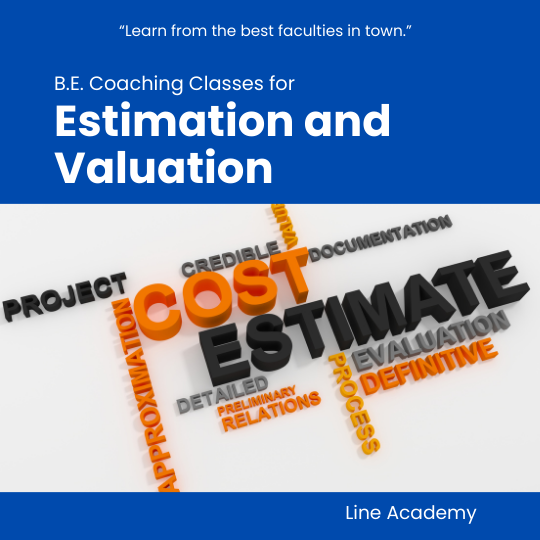 “Learn from the best faculties in town.”
B.E. Coaching Classes for
Estimation and
Valuation
PROJECT
CREDIBLE
DOCUMENTATION
COST
ESTIMATE
APPROXIMATION
EVALUATION
DEFINITIVE
DETAILED
PRELIMINARY
RELATIONS
PROCESS
Line Academy